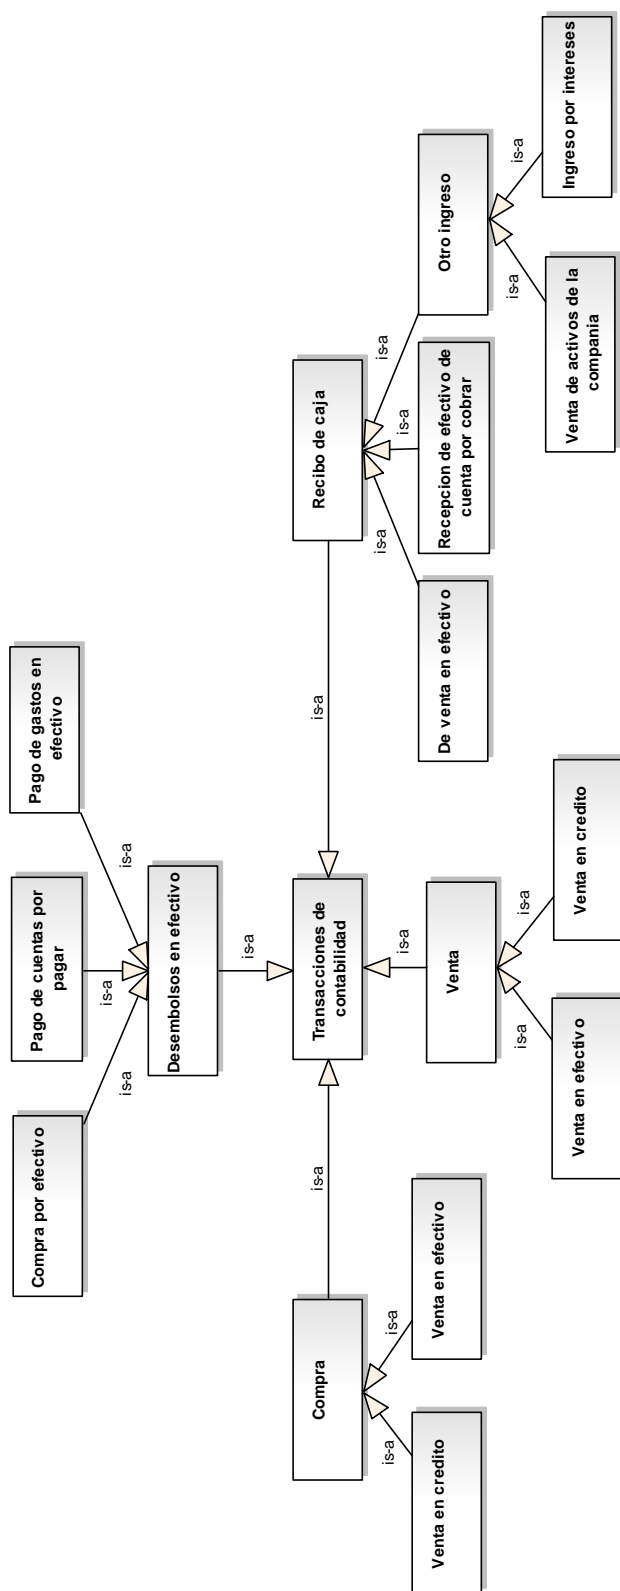 Compra por efectivo
Pago de cuentas por
pagar
Pago de gastos en
efectivo
is-a
is-a
is-a
Desembolsos en efectivo
is-a
Compra
is-a
Transacciones de
contabilidad
is-a
Recibo de caja
is-a
is-a
Venta en credito
Venta en efectivo
is-a
Venta
is-a
is-a
Venta en efectivo
Venta en credito
is-a
is-a
is-a
De venta en efectivo
Recepcion de efectivo de
cuenta por cobrar
Otro ingreso
is-a
is-a
Venta de activos de la
compania
Ingreso por intereses